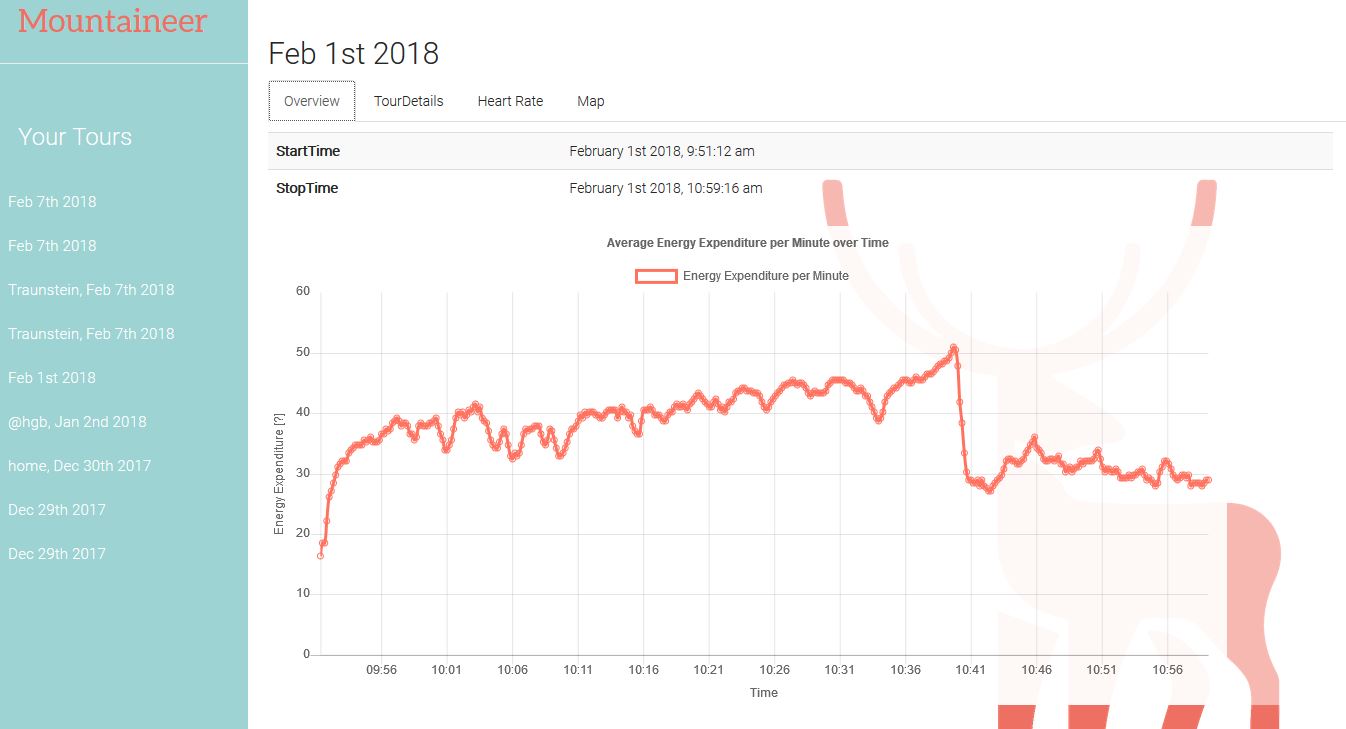 Mountaineer
Your Tours
Feb 7th 2018
Feb 7th 2018
Traunstein, Feb 7th 2018
Traunstein, Feb 7th 2018
Feb 1st 2018
@hgb, Jan 2nd 2018
home, Dec 30th 2017
Dec 29th 2017
Dec 29th 2017
Feb 1st 2018
Overview TourDetails Heart Rate Map
StartTime February 1st 2018, 9:51:12 am
StopTime February 1st 2018, 10:59:16 am
Average Energy Expenditure per Minute over Time
Energy Expenditure per Minute
60
50
40
30
20
10
0
Energy Expenditure [?]
09:56 10:01 10:06 10:11 10:16 10:21 10:26 10:31 10:36 10:41 10:46 10:51 10:56
Time